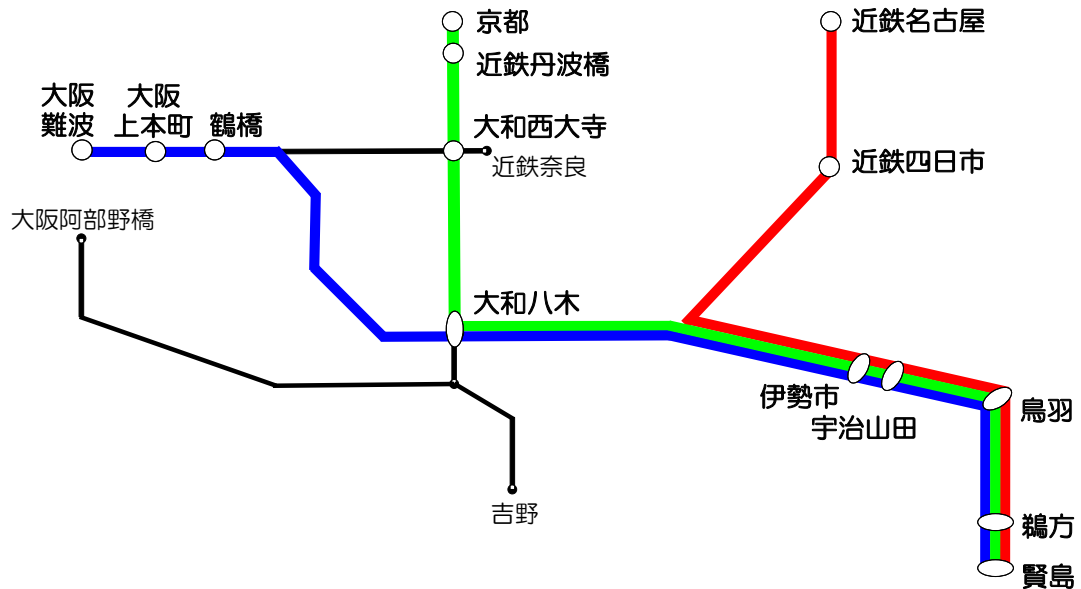 京都
近鉄名古屋
近鉄丹波橋
大阪
難波
大阪
上本町
鶴橋
大和西大寺
近鉄奈良
近鉄四日市
大阪阿部野橋
大和八木
伊勢市
宇治山田
鳥羽
吉野
鵜方
賢島